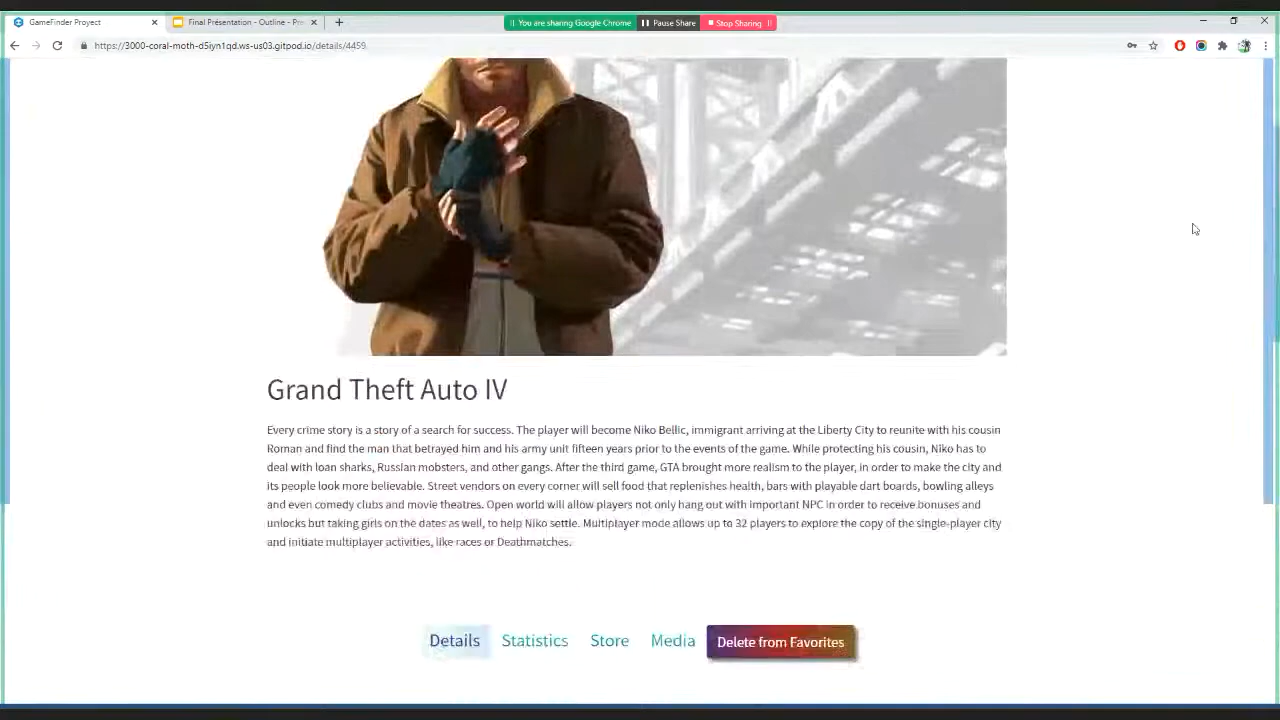 GameFinder Proyect
Final Présentation - Outline - Pre
You are sharing Google Chrome
Pause Share
Stop Sharing
https://3000-coral-moth-d5iyn1qd.ws-us03.gitpod.io/details/4459
Grand Theft Auto IV
Every crime story is a story of a search for success. The player will become Niko Bellic, immigrant arriving at the Liberty City to reunite with his cousin
Roman and find the man that betrayed him and his army unit fifteen years prior to the events of the game. While protecting his cousin, Niko has to
deal with loan sharks, Russian mobsters, and other gangs. After the third game, GTA brought more realism to the player, in order to make the city and
its people look more believable. Street vendors on every corner will sell food that replenishes health, bars with playable dart boards, bowling alleys
and even comedy clubs and movie theatres. Open world will allow players not only hang out with important NPC in order to receive bonuses and
unlocks but taking girls on the dates as well, to help Niko settle. Multiplayer mode allows up to 32 players to explore the copy of the single-player city
and initiate multiplayer activities, like races or Deathmatches.
Details
Statistics
Store
Media
Delete from Favorites